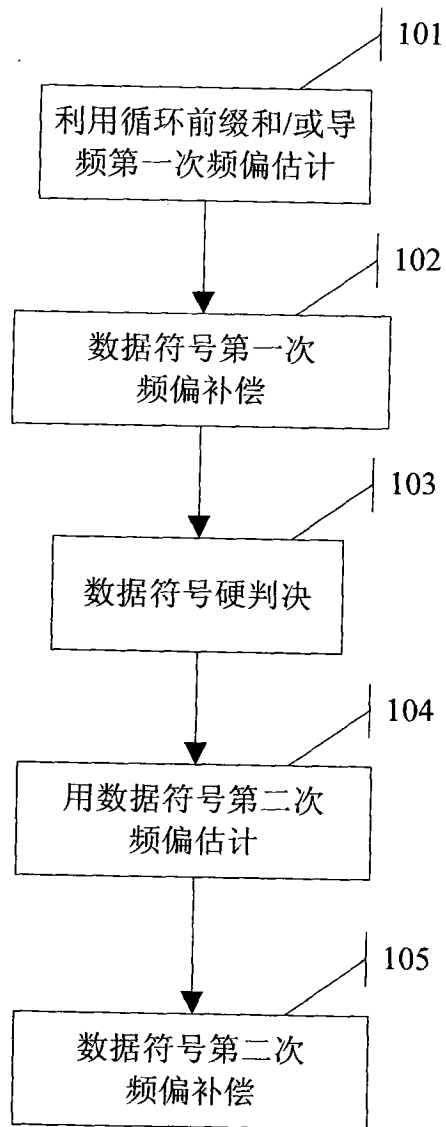 101
利用循环前缀和/或导
频第一次频偏估计
102
数据符号第一次
频偏补偿
103
数据符号硬判决
104
用数据符号第二次
频偏估计
105
数据符号第二次
频偏补偿